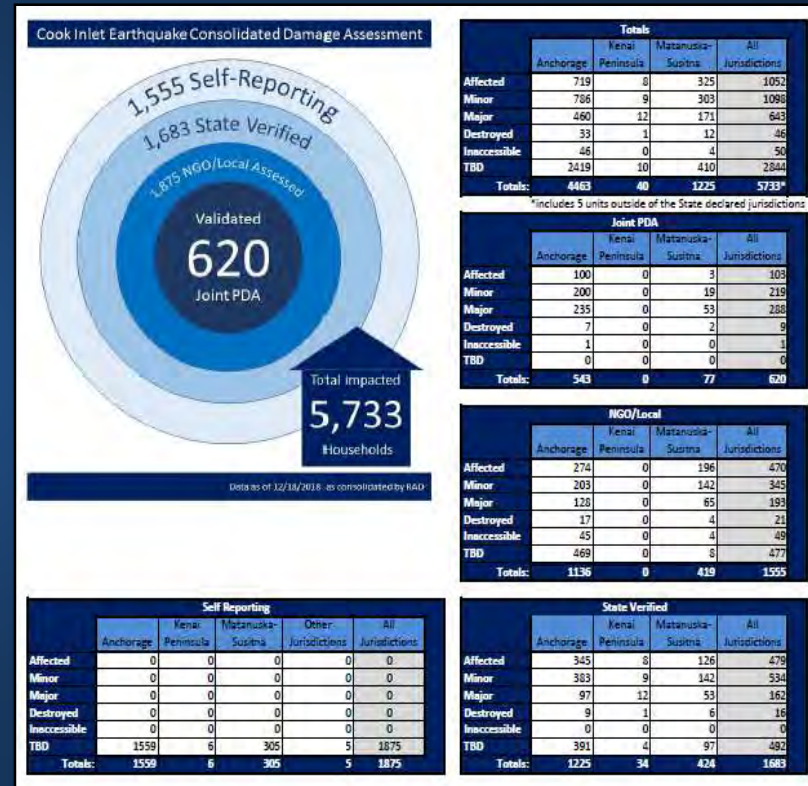 Cook Inlet Earthquake Consolidated Damage Assessment
1,555 Self-Reporting
1,683 State Verified
1,875 NGO/Local Assessed
Validated
620
Joint PDA
Total Impacted
5,733
Households
Data as of 12/18/2018 as consolidated by RAD
Totals
Anchorage Kenai Peninsula Matanuska-Susitna All Jurisdictions
Affected 719 8 325 1052
Minor 786 9 303 1098
Major 460 12 171 643
Destroyed 33 1 12 46
Inaccessible 46 0 4 50
TBD 2419 10 410 2844
Totals: 4463 40 1225 5733*
*includes 5 units outside of the State declared jurisdictions
Joint PDA
Anchorage Kenai Peninsula Matanuska-Susitna All Jurisdictions
Affected 100 0 3 103
Minor 200 0 19 219
Major 235 0 53 288
Destroyed 7 0 2 9
Inaccessible 1 0 0 1
TBD 0 0 0 0
Totals: 543 0 77 620
NGO/Local
Anchorage Kenai Peninsula Matanuska-Susitna All Jurisdictions
Affected 274 0 196 470
Minor 203 0 142 345
Major 128 0 65 193
Destroyed 17 0 4 21
Inaccessible 45 0 4 49
TBD 469 0 8 477
Totals: 1136 0 419 1555
Self Reporting
Anchorage Kenai Peninsula Matanuska-Susitna Other Jurisdictions All Jurisdictions
Affected 0 0 0 0 0
Minor 0 0 0 0 0
Major 0 0 0 0 0
Destroyed 0 0 0 0 0
Inaccessible 0 0 0 0 0
TBD 1559 6 305 5 1875
Totals: 1559 6 305 5 1875
State Verified
Anchorage Kenai Peninsula Matanuska-Susitna All Jurisdictions
Affected 345 8 126 479
Minor 383 9 142 534
Major 97 12 53 162
Destroyed 9 1 6 16
Inaccessible 0 0 0 0
TBD 391 4 97 492
Totals: 1225 34 424 1683